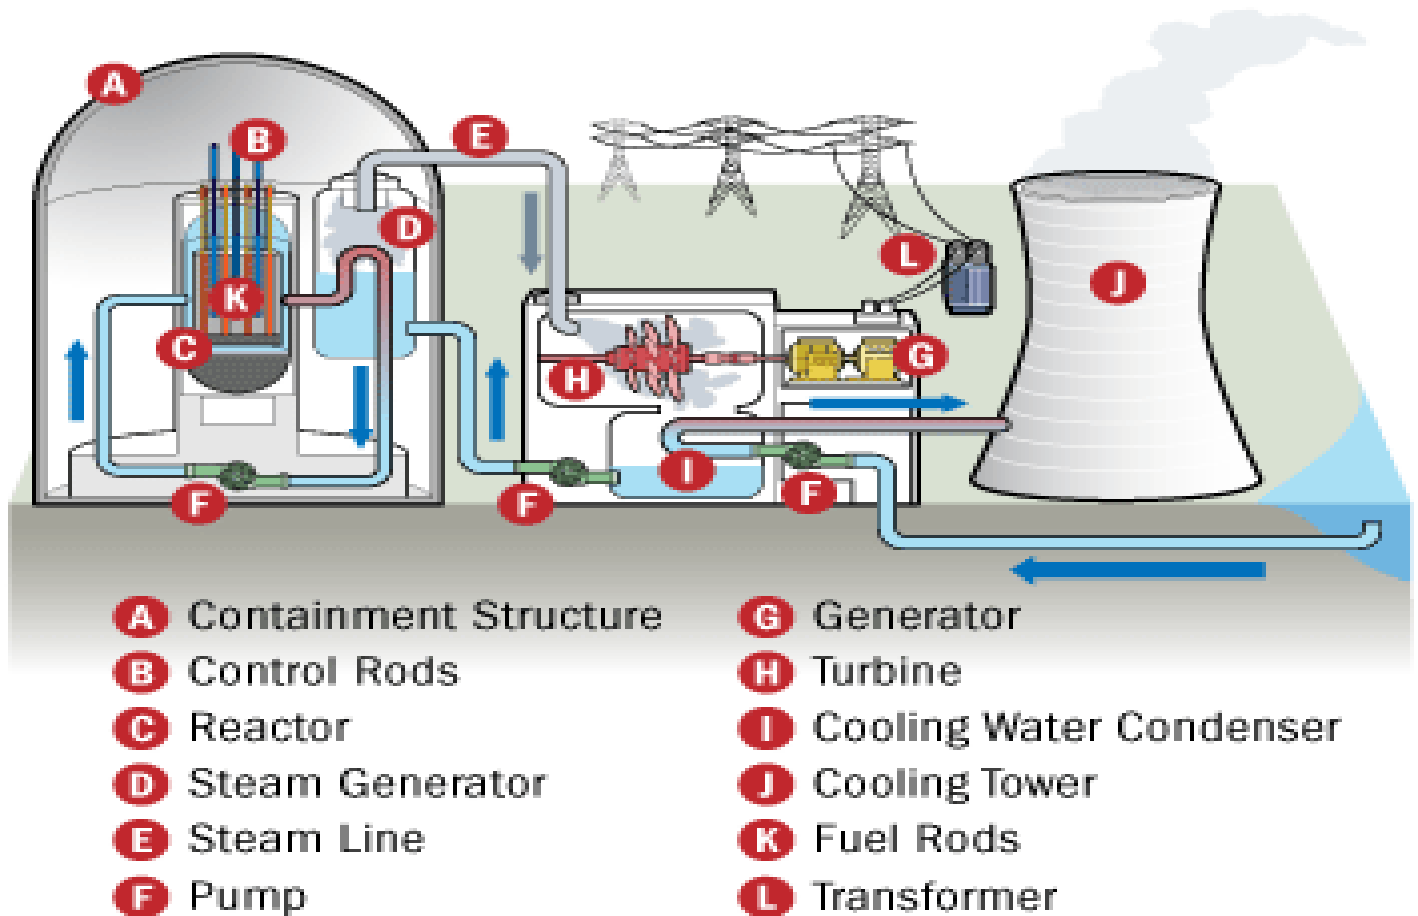 A
B
E
D
L
J
K
C
G
H
I
F
F
F
A Containment Structure
B Control Rods
C Reactor
D Steam Generator
E Steam Line
F Pump
G Generator
H Turbine
I Cooling Water Condenser
J Cooling Tower
K Fuel Rods
L Transformer